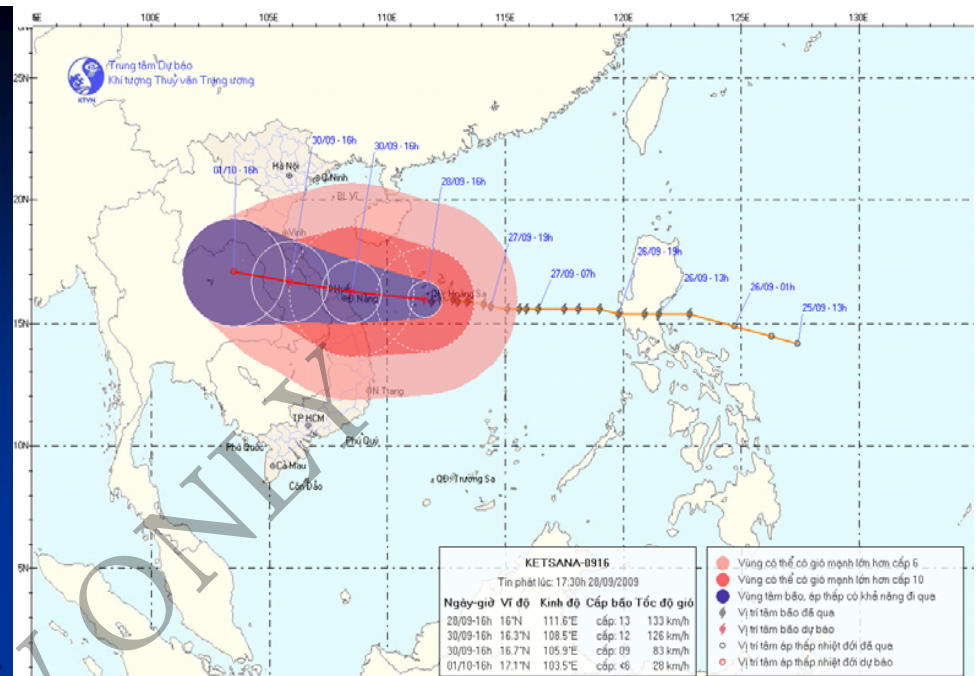 100E 105E 110E 115E 120E 125E 130E
Trung tâm Dự báo
Khí tượng Thuỷ văn Trung ương
KTVN
25N
30/09 - 16h
30/09 - 16h
Hà Nội
01/10 - 16h
Q.Ninh
28/09 - 16h
20N
BL VĨ
Vinh
27/09 - 19h
26/09 - 19h
27/09 - 07h
26/09 - 13h
26/09 - 01h
25/09 - 13h
P.Huế
QĐ. Hoàng Sa
Đ.Nẵng
15N
N.Trang
TP.HCM
Phú Quốc
Phú Quý
10N
Cà Mau
Côn Đảo
QĐ. Trường Sa
5N
KETSANA-0916
Tin phát lúc: 17:30h 28/09/2009
Ngày-giờ Vĩ độ Kinh độ Cấp bão Tốc độ gió
28/09-16h 16°N 111.6°E cấp: 13 133 km/h
30/09-16h 16.3°N 108.5°E cấp: 12 126 km/h
30/09-16h 16.7°N 105.9°E cấp: 09 83 km/h
01/10-16h 17.1°N 103.5°E cấp: <6 28 km/h
Vùng có thể có gió mạnh lớn hơn cấp 6
Vùng có thể có gió mạnh lớn hơn cấp 10
Vùng tâm bão, áp thấp có khả năng đi qua
Vị trí tâm bão đã qua
Vị trí tâm bão dự báo
Vị trí tâm áp thấp nhiệt đới đã qua
Vị trí tâm áp thấp nhiệt đới dự báo
ONLY